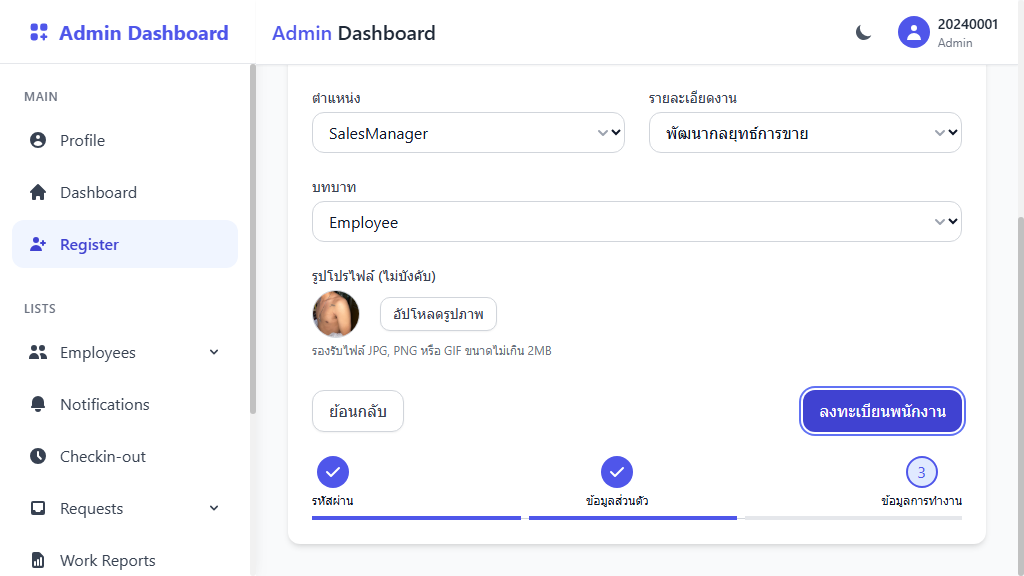 Admin Dashboard
Admin Dashboard
20240001
Admin
MAIN
Profile
Dashboard
Register
LISTS
Employees
Notifications
Checkin-out
Requests
Work Reports
ตำแหน่ง
รายละเอียดงาน
SalesManager
พัฒนากลยุทธ์การขาย
บทบาท
Employee
รูปโปรไฟล์ (ไม่บังคับ)
อัปโหลดรูปภาพ
รองรับไฟล์ JPG, PNG หรือ GIF ขนาดไม่เกิน 2MB
ย้อนกลับ
ลงทะเบียนพนักงาน
3
รหัสผ่าน
ข้อมูลส่วนตัว
ข้อมูลการทำงาน